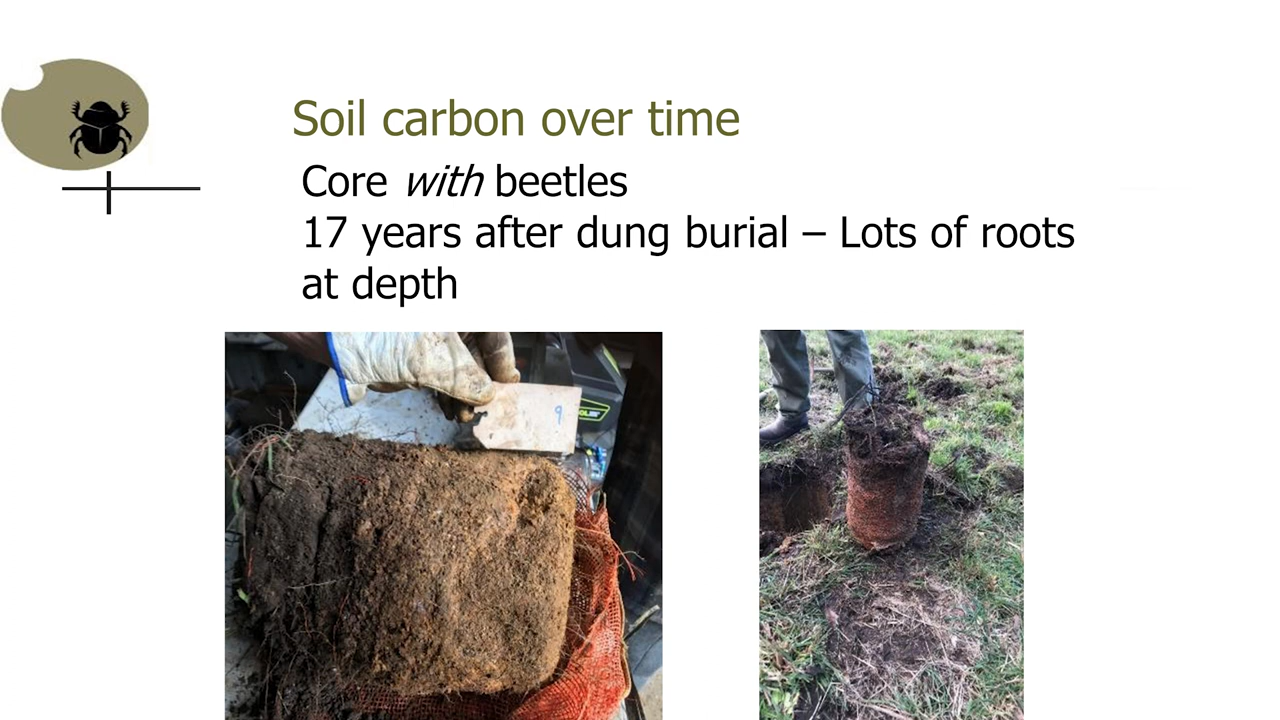 Soil carbon over time
Core with beetles
17 years after dung burial – Lots of roots
at depth
9